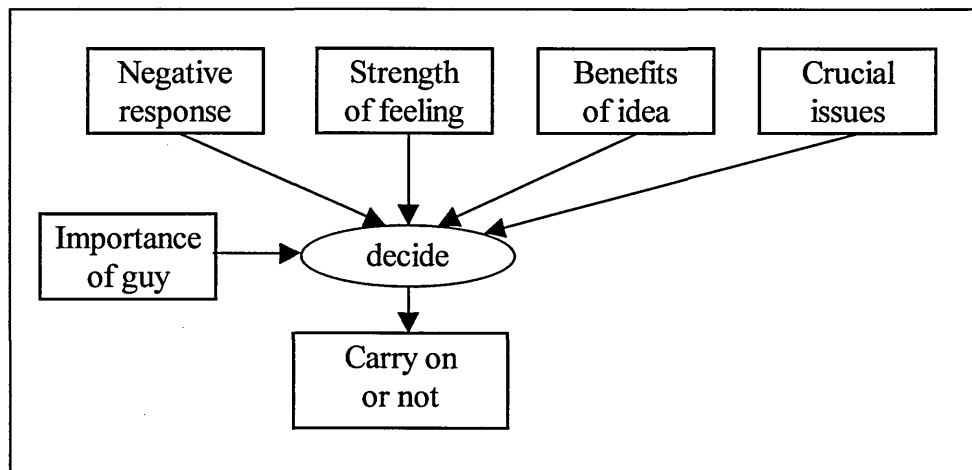 Negative
response
Strength
of feeling
Benefits
of idea
Crucial
issues
Importance
of guy
decide
Carry on
or not